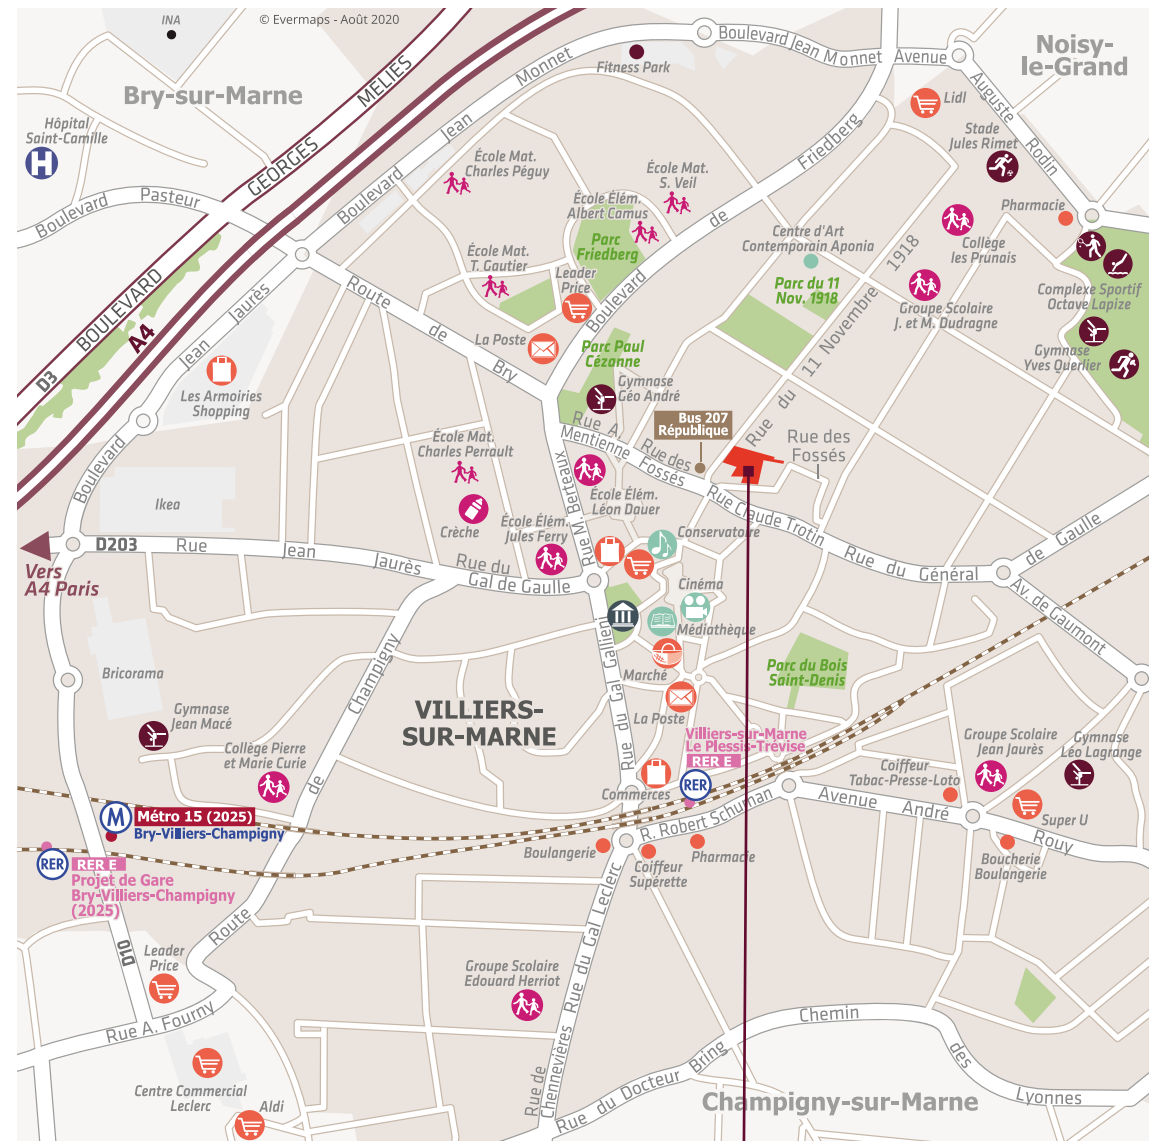 INA
© Evermaps - Août 2020
Boulevard Jean Monnet Avenue
Noisy-
le-Grand
Fitness Park
Boulevard Jean Monnet
BOULEVARD GEORGES MÉLIES
Bry-sur-Marne
Lidl
Auguste Rodin
Hôpital
Saint-Camille
H
Stade
Jules Rimet
École Mat.
Charles Péguy
École Mat.
S. Veil
École Élém.
Albert Camus
Boulevard de Friedberg
Boulevard Pasteur
Pharmacie
Parc
Friedberg
Centre d'Art
Contemporain Aponia
Collège
les Prunais
École Mat.
T. Gautier
Leader
Price
Parc du 11
Nov. 1918
Complexe Sportif
Octave Lapize
Groupe Scolaire
J. et M. Dudragne
Rue du 11 Novembre 1918
Route de Bry
La Poste
Parc Paul
Cézanne
Gymnase
Yves Querlier
A4
D3
Boulevard Jean Jaurès
Les Armoiries
Shopping
Gymnase
Géo André
Bus 207
République
Rue A.
Mentienne
Rue des
Fossés
Rue des
Fossés
École Mat.
Charles Perrault
Rue M. Berteaux
École Élém.
Léon Dauer
Rue Claude Trotin
Ikea
Crèche
École Élém.
Jules Ferry
Conservatoire
D203 Rue Jean Jaurès
Rue du
Gal de Gaulle
Rue du Général de Gaulle
Vers
A4 Paris
Cinéma
Av. de Gaumont
Médiathèque
Rue du Gal Galieni
Marché
Parc du Bois
Saint-Denis
Bricorama
VILLIERS-
SUR-MARNE
La Poste
Gymnase
Jean Macé
Villiers-sur-Marne
Le Plessis-Trévise
RER E
RER
Collège Pierre
et Marie Curie
Groupe Scolaire
Jean Jaurès
Gymnase
Léo Lagrange
Coiffeur
Tabac-Presse-Loto
Commerces
Route de Champigny
M
Métro 15 (2025)
Bry-Villiers-Champigny
R. Robert Schuman
Avenue André Rouy
Super U
Boulangerie
Coiffeur
Supérette
Pharmacie
Boucherie
Boulangerie
RER
RER E
Projet de Gare
Bry-Villiers-Champigny
(2025)
D10
Leader
Price
Groupe Scolaire
Edouard Herriot
Rue du Gal Leclerc
Rue A. Fourny
Rue de
Chennevières
Chemin des Lyonnes
Centre Commercial
Leclerc
Aldi
Rue du Docteur Bring
Champigny-sur-Marne